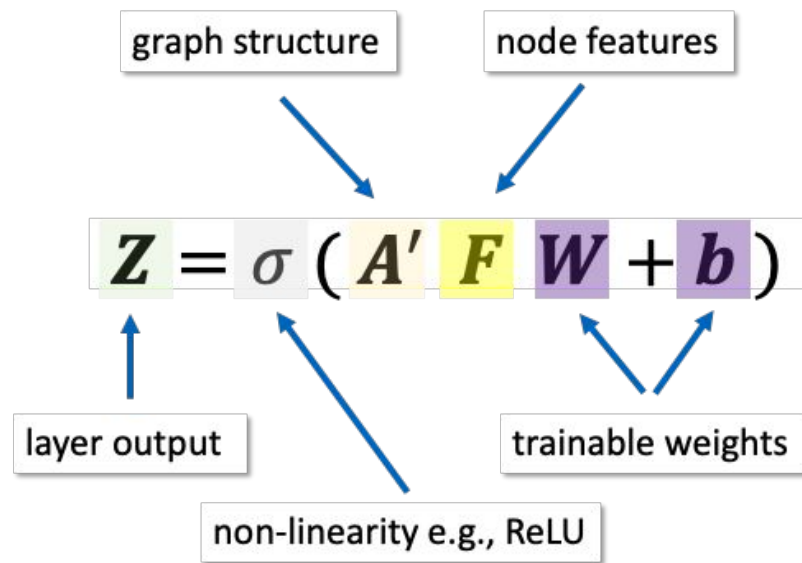 graph structure
node features
Z = σ ( A′ F W + b )
layer output
trainable weights
non-linearity e.g., ReLU